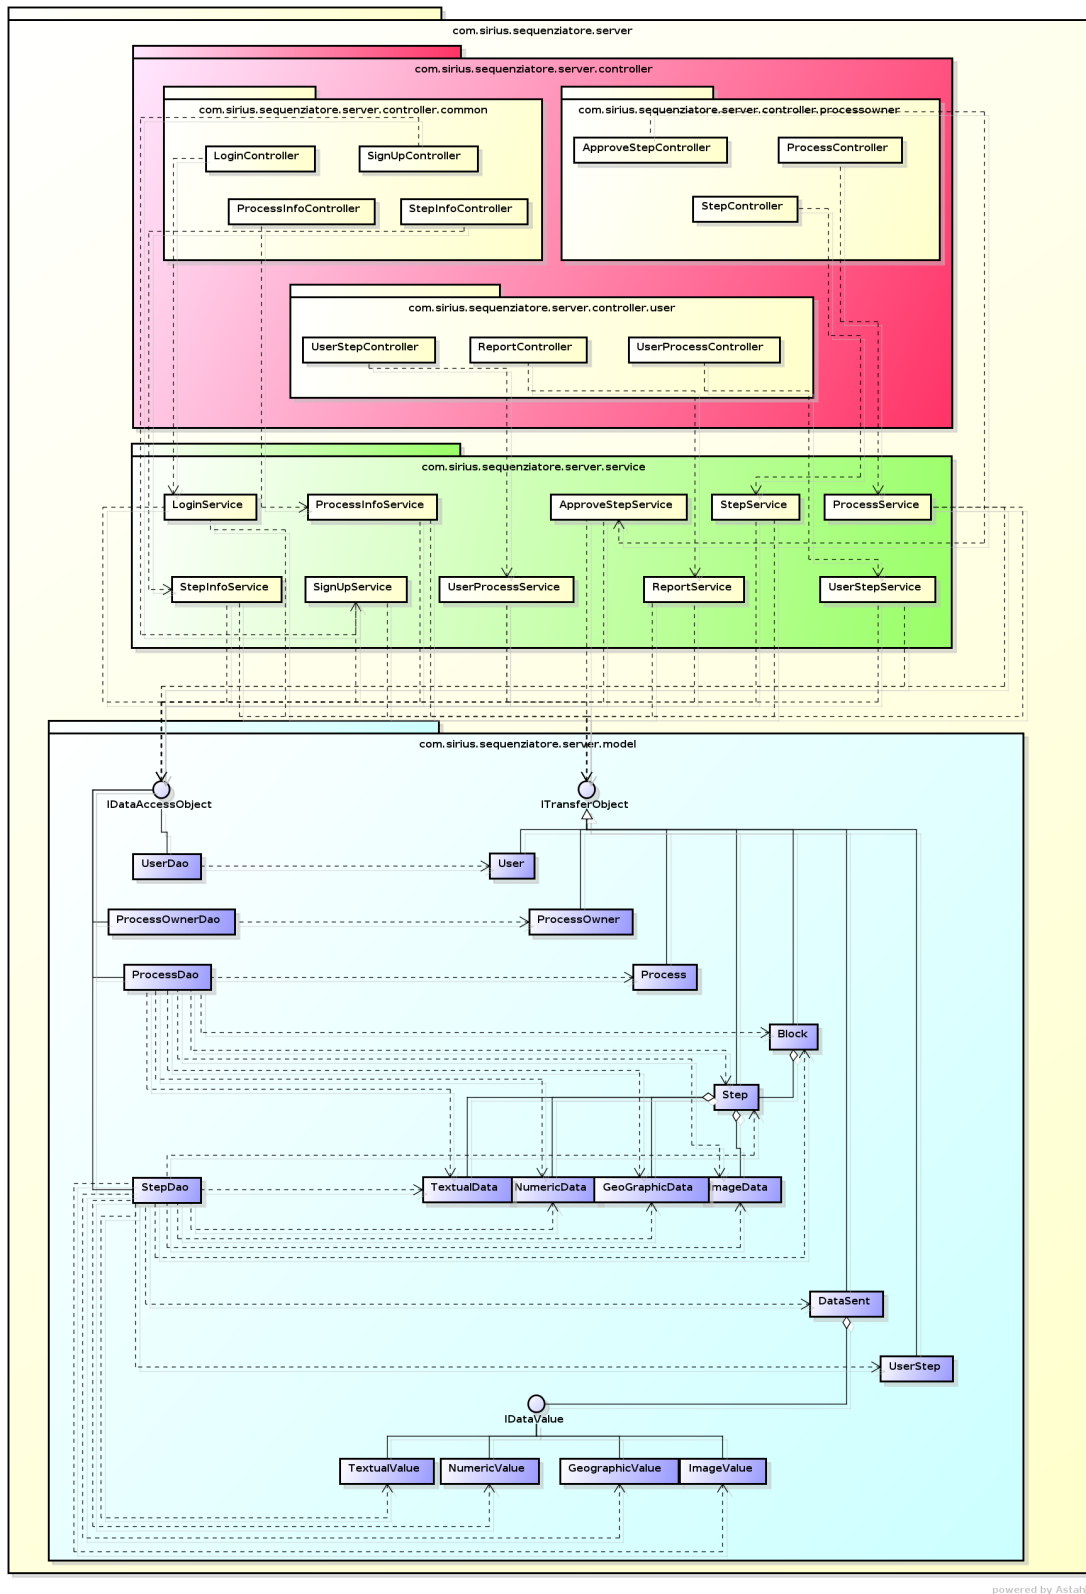 com.sirius.sequenziatore.server
com.sirius.sequenziatore.server.controller
com.sirius.sequenziatore.server.controller.common
com.sirius.sequenziatore.server.controller.processowner
LoginController
SignUpController
ApproveStepController
ProcessController
ProcessInfoController
StepInfoController
StepController
com.sirius.sequenziatore.server.controller.user
UserStepController
ReportController
UserProcessController
com.sirius.sequenziatore.server.service
LoginService
ProcessInfoService
ApproveStepService
StepService
ProcessService
StepInfoService
SignUpService
UserProcessService
ReportService
UserStepService
com.sirius.sequenziatore.server.model
IDataAccessObject
ITransferObject
UserDao
User
ProcessOwnerDao
ProcessOwner
ProcessDao
Process
Block
Step
StepDao
TextualData
NumericData
GeoGraphicData
ImageData
DataSent
UserStep
IDataValue
TextualValue
NumericValue
GeographicValue
ImageValue
powered by Astah